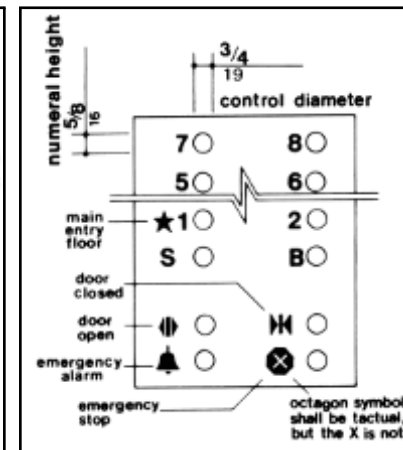 3/4
19
control diameter
numeral height
5/8
16
7
8
5
6
main
entry
floor
★1
2
S
B
door
closed
door
open
emergency
alarm
emergency
stop
octagon symbol
shall be tactual,
but the X is not